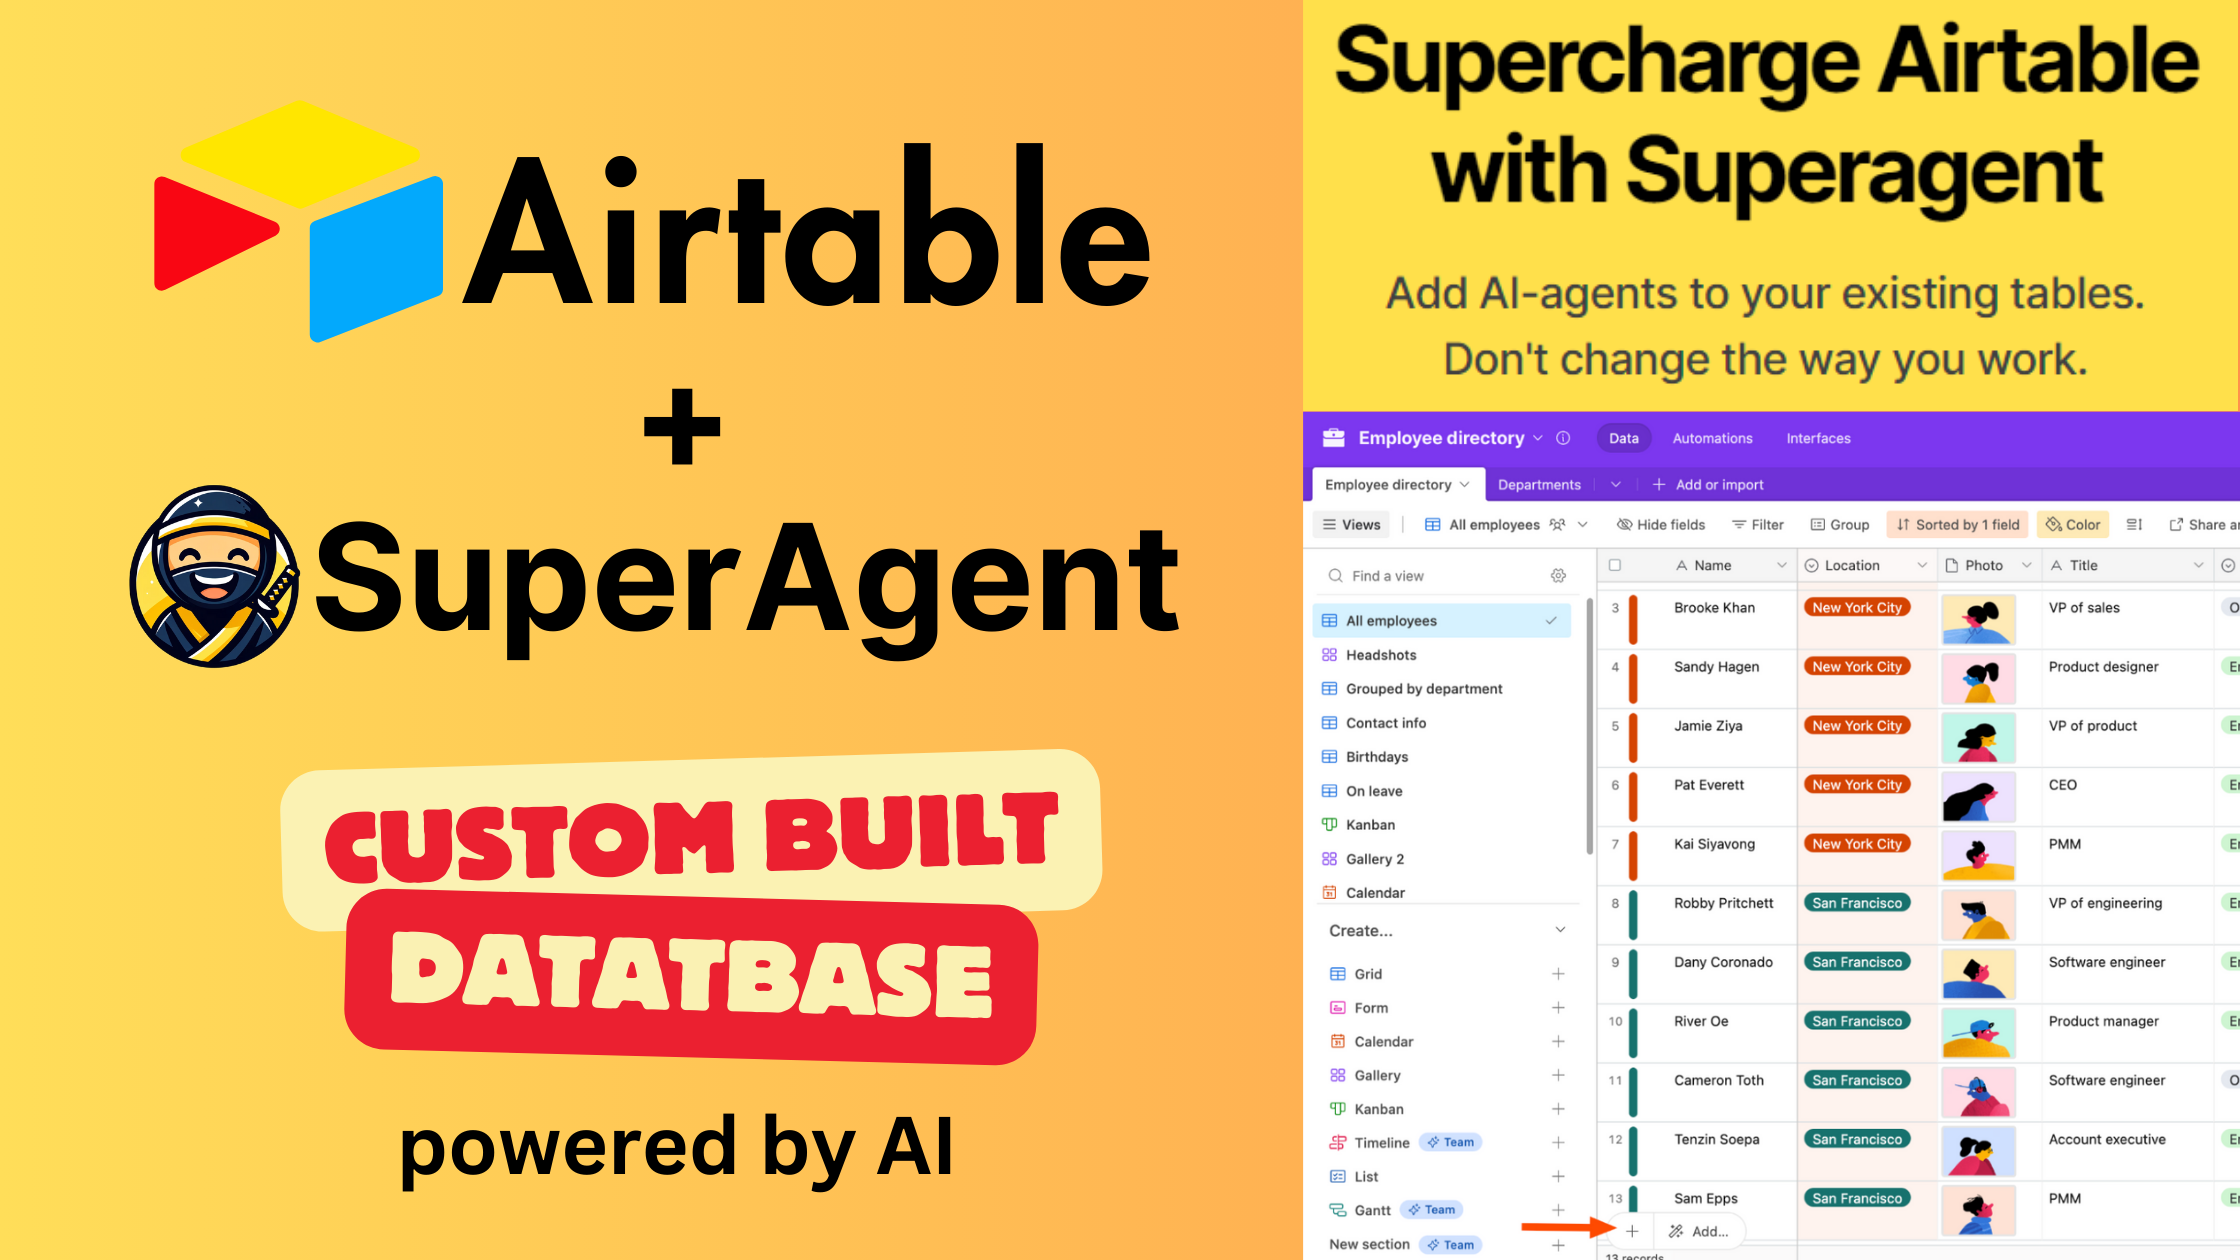 Airtable
+
SuperAgent
CUSTOM BUILT
DATATBASE
powered by AI
Supercharge Airtable
with Superagent
Add AI-agents to your existing tables.
Don't change the way you work.
Employee directory
Data
Automations
Interfaces
Employee directory
Departments
+ Add or import
Views
All employees
Hide fields
Filter
Group
Sorted by 1 field
Color
Share
Find a view
All employees
Headshots
Grouped by department
Contact info
Birthdays
On leave
Kanban
Gallery 2
Calendar
Create...
Grid +
Form +
Calendar +
Gallery +
Kanban +
Timeline Team +
List +
Gantt Team +
New section Team +
A Name Location Photo A Title
3 Brooke Khan New York City VP of sales
4 Sandy Hagen New York City Product designer
5 Jamie Ziya New York City VP of product
6 Pat Everett New York City CEO
7 Kai Siyavong New York City PMM
8 Robby Pritchett San Francisco VP of engineering
9 Dany Coronado San Francisco Software engineer
10 River Oe San Francisco Product manager
11 Cameron Toth San Francisco Software engineer
12 Tenzin Soepa San Francisco Account executive
13 Sam Epps San Francisco PMM
+ Add...
13 records